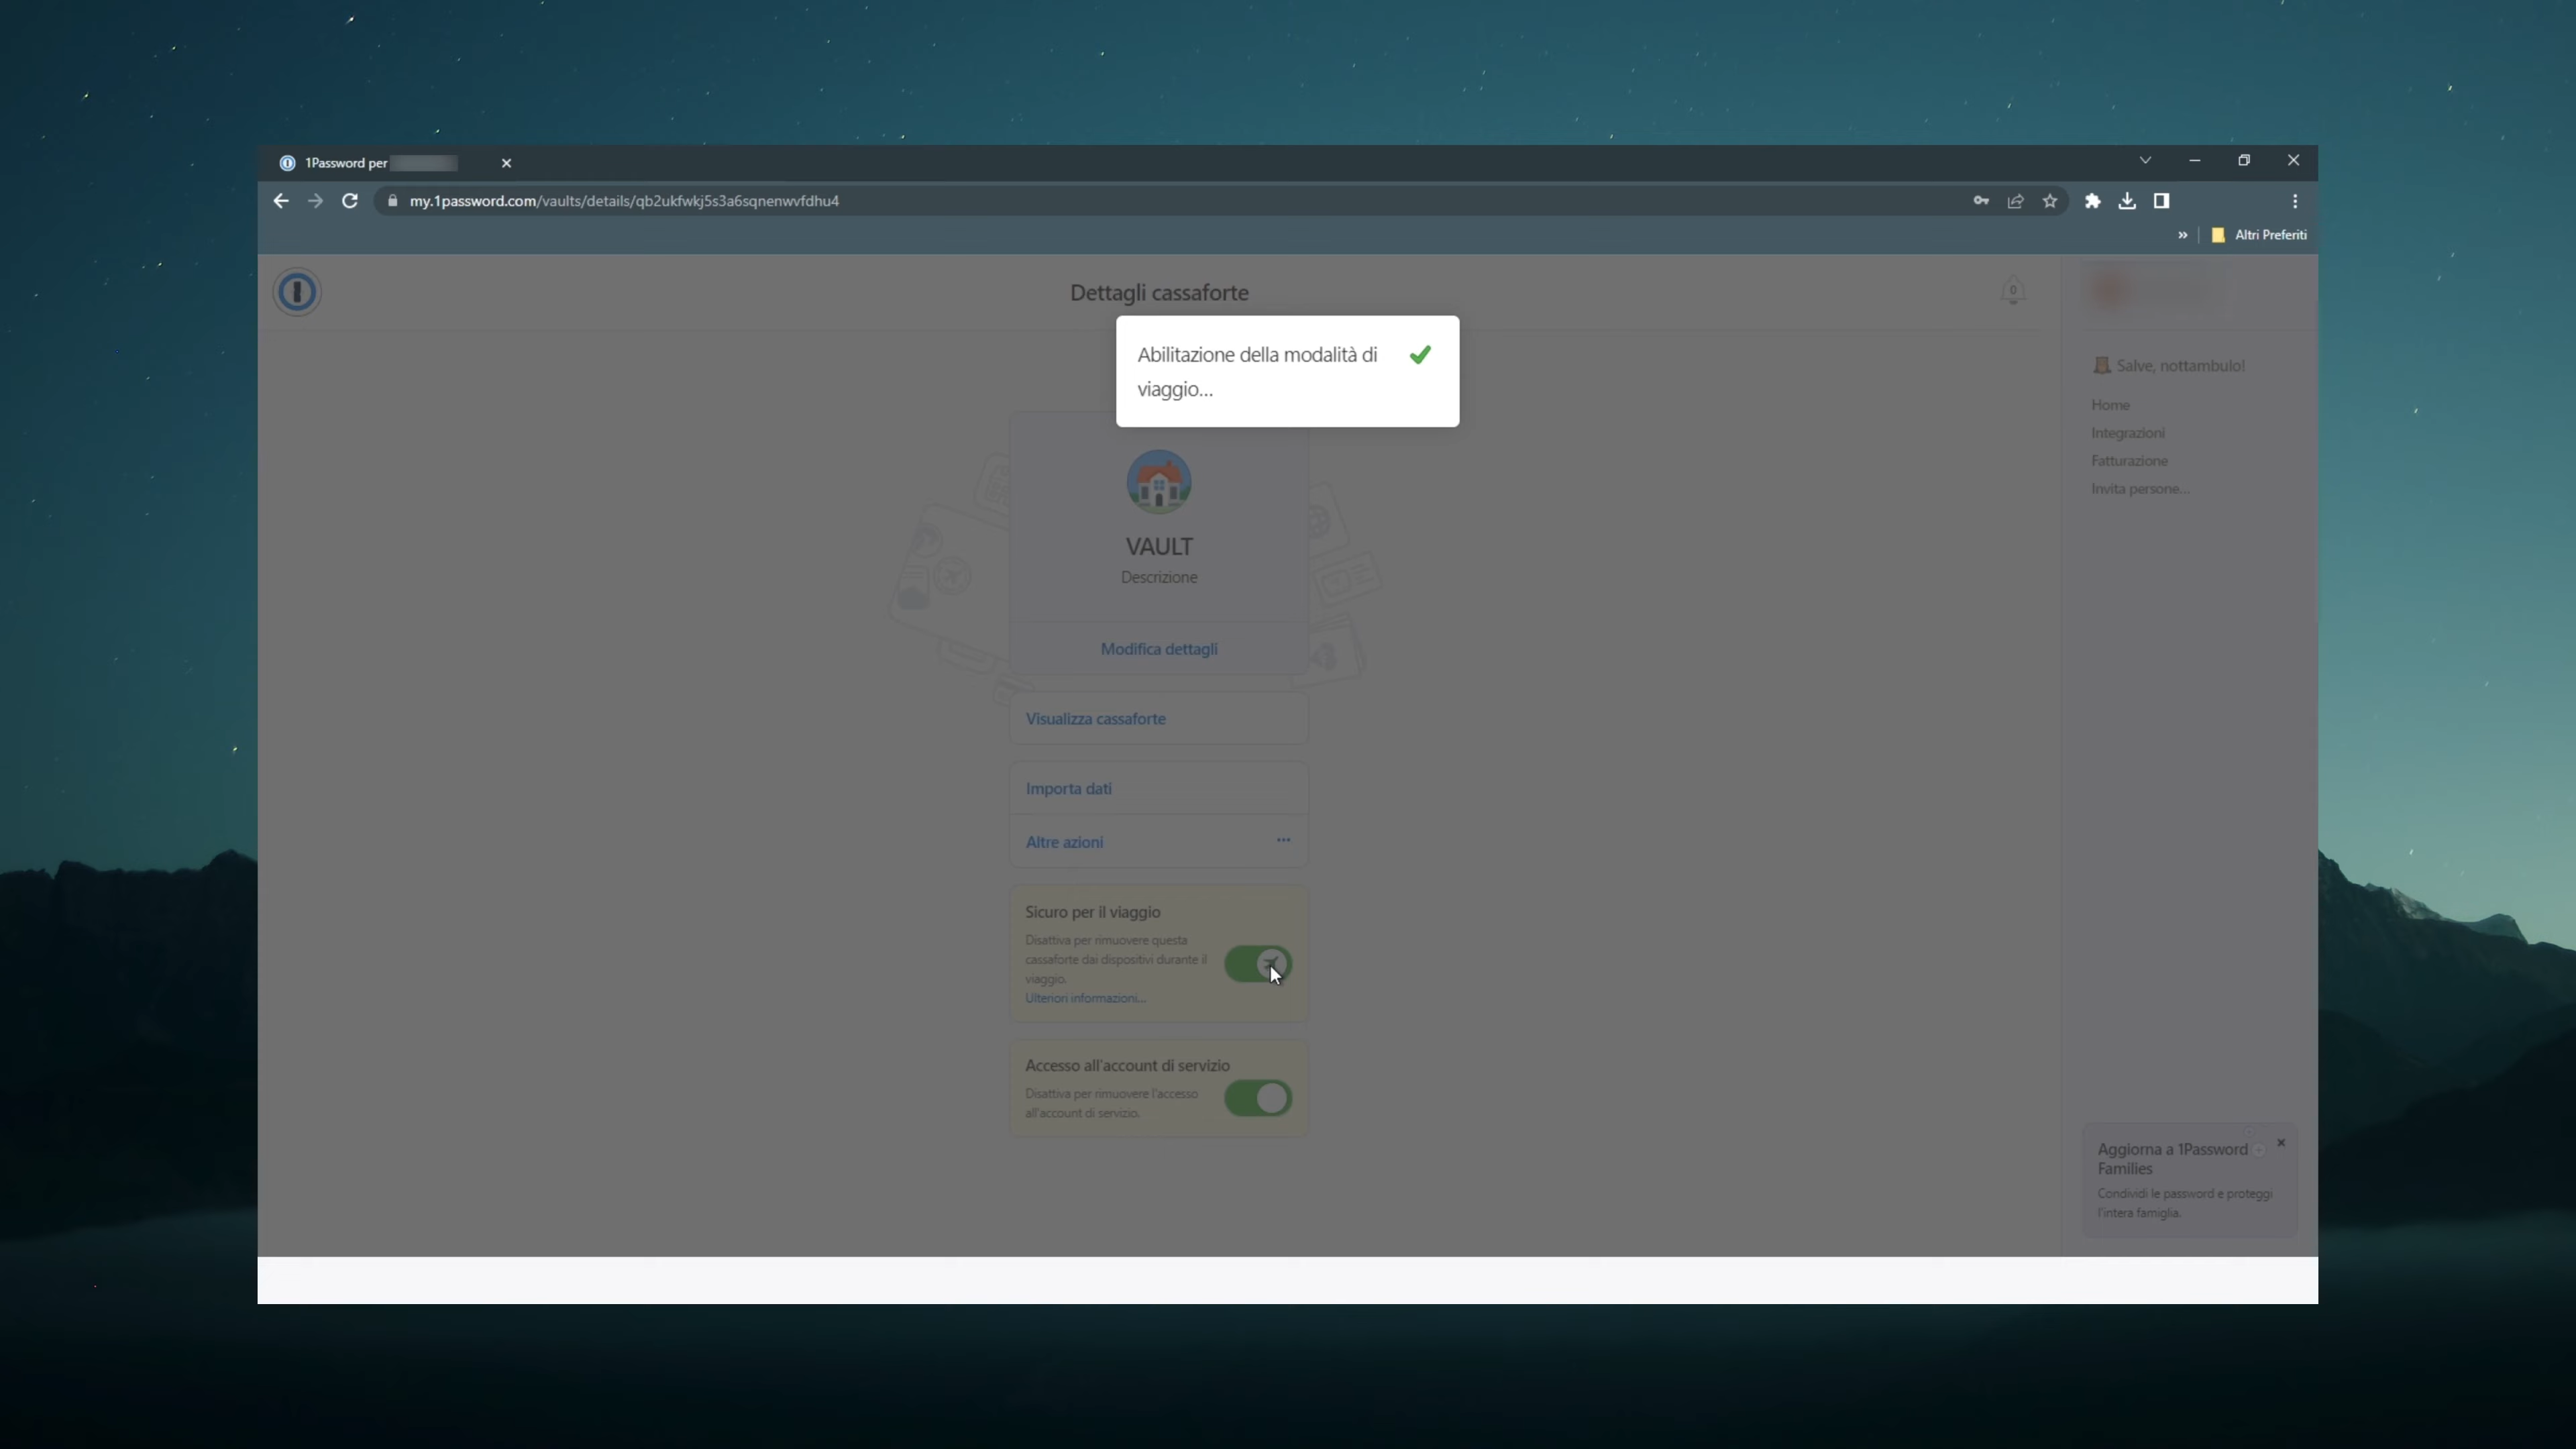 1Password per
my.1password.com/vaults/details/qb2ukfwkj5s3a6sqnenwvfdhu4
Altri Preferiti
Dettagli cassaforte
0
Abilitazione della modalità di
viaggio...
VAULT
Descrizione
Modifica dettagli
Visualizza cassaforte
Importa dati
Altre azioni
Sicuro per il viaggio
Disattiva per rimuovere questa
cassaforte dai dispositivi durante il
viaggio.
Ulteriori informazioni...
Accesso all'account di servizio
Disattiva per rimuovere l'accesso
all'account di servizio.
Salve, nottambulo!
Home
Integrazioni
Fatturazione
Invita persone...
Aggiorna a 1Password
Families
Condividi le password e proteggi
l'intera famiglia.